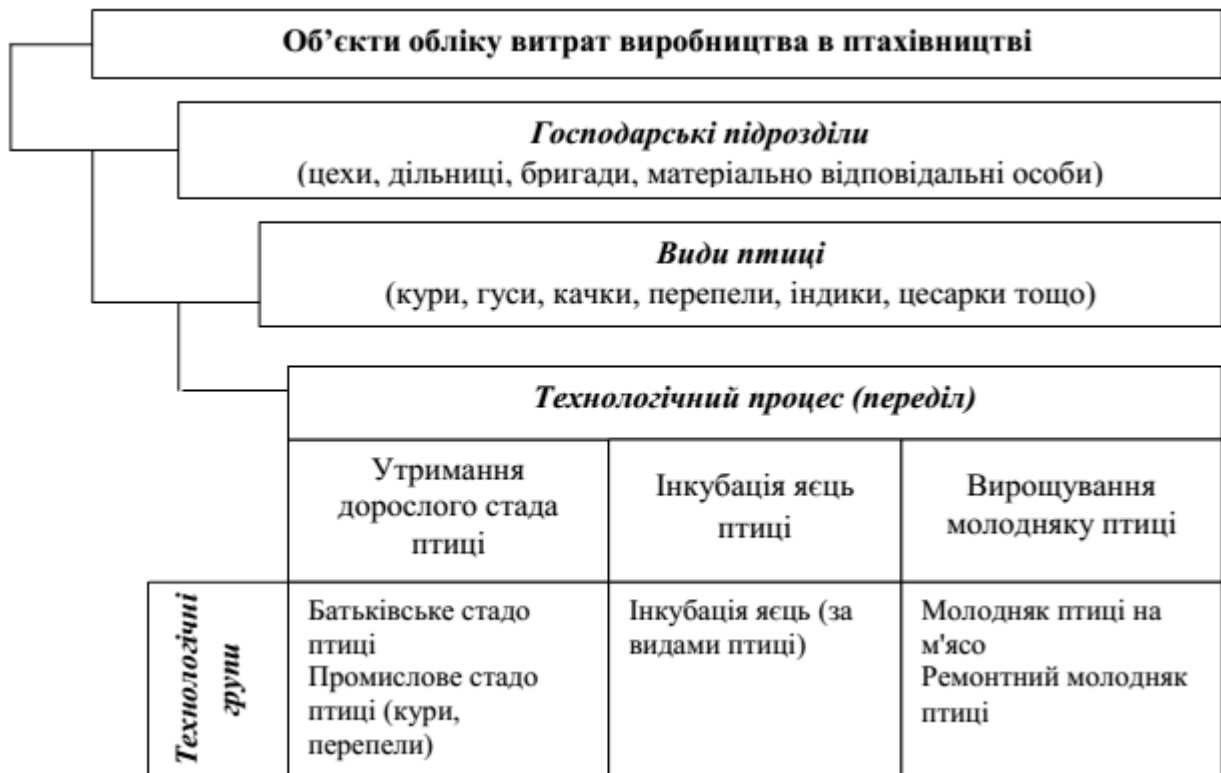 Об’єкти обліку витрат виробництва в птахівництві
Господарські підрозділи
(цехи, дільниці, бригади, матеріально відповідальні особи)
Види птиці
(кури, гуси, качки, перепели, індики, цесарки тощо)
Технологічний процес (переділ)
Утримання
дорослого стада
птиці
Інкубація яєць
птиці
Вирощування
молодняку птиці
Технологічні
групи
Батьківське стадо
птиці
Промислове стадо
птиці (кури,
перепели)
Інкубація яєць (за
видами птиці)
Молодняк птиці на
м'ясо
Ремонтний молодняк
птиці